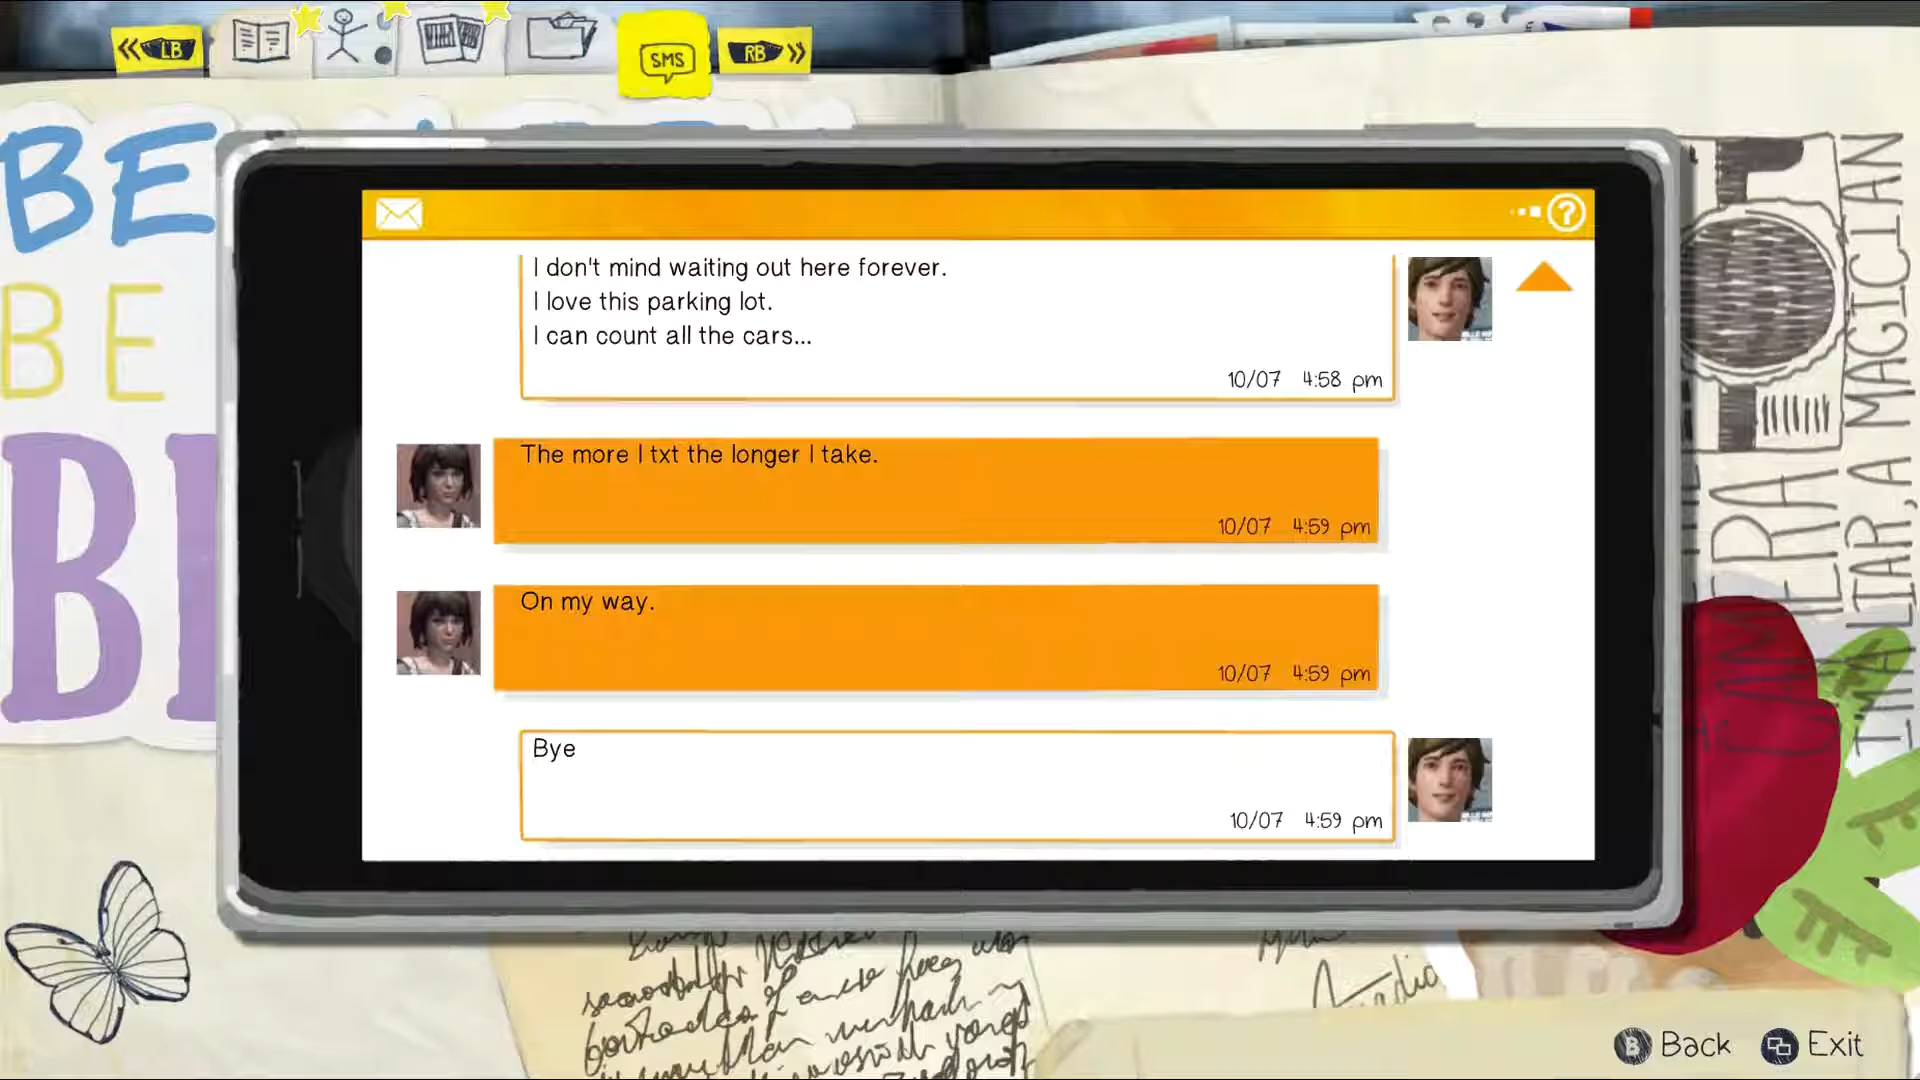 LB
SMS
RB
BE
BE
I don't mind waiting out here forever.
I love this parking lot.
I can count all the cars...
10/07 4:58 pm
The more I txt the longer I take.
10/07 4:59 pm
On my way.
10/07 4:59 pm
Bye
10/07 4:59 pm
LIAR, A MAGICIAN
B Back
Exit